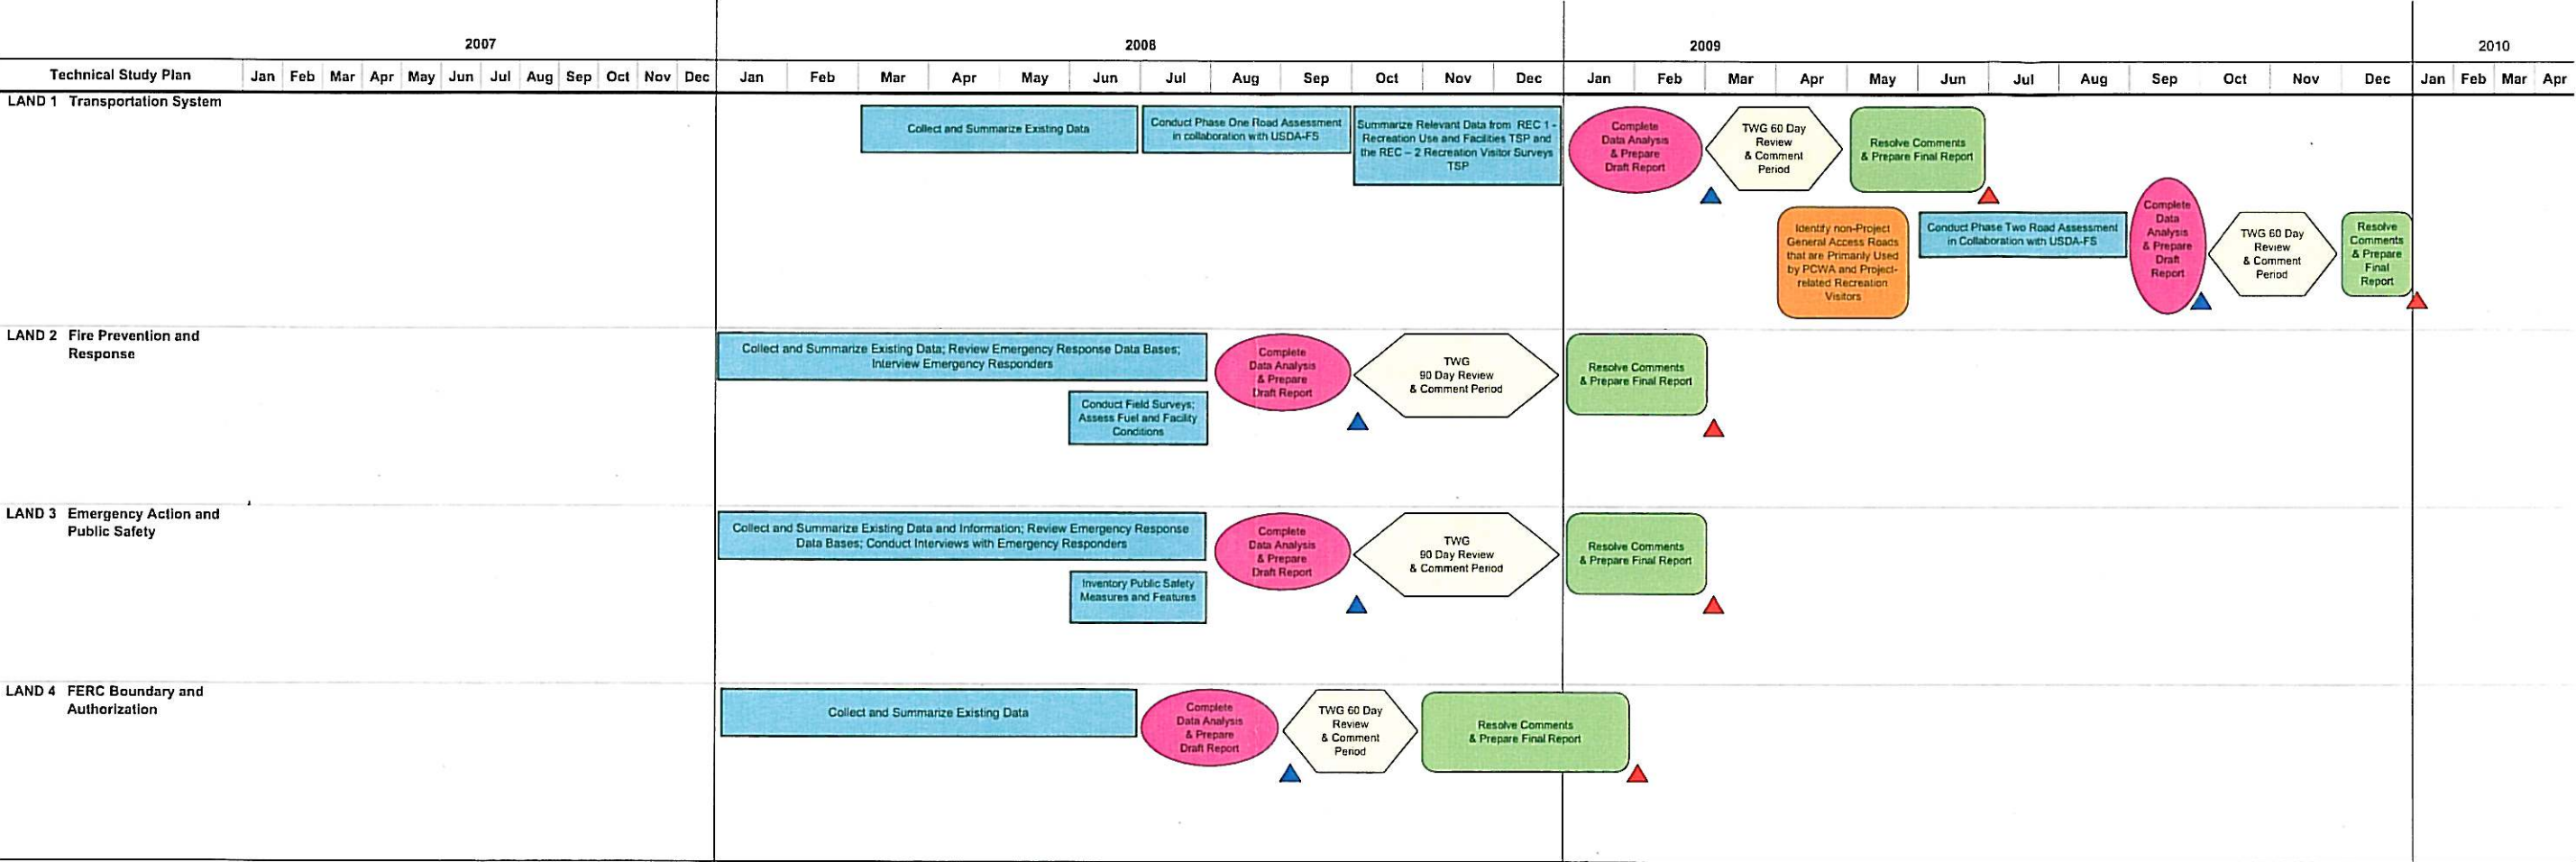 2007
2008
2009
2010
Technical Study Plan
Jan Feb Mar Apr May Jun Jul Aug Sep Oct Nov Dec
Jan Feb Mar Apr May Jun Jul Aug Sep Oct Nov Dec
Jan Feb Mar Apr May Jun Jul Aug Sep Oct Nov Dec
Jan Feb Mar Apr
LAND 1 Transportation System
Collect and Summarize Existing Data
Conduct Phase One Road Assessment
in collaboration with USDA-FS
Summarize Relevant Data from REC 1 -
Recreation Use and Facilities TSP and
the REC – 2 Recreation Visitor Surveys
TSP
Complete
Data Analysis
& Prepare
Draft Report
TWG 60 Day
Review
& Comment
Period
Resolve Comments
& Prepare Final Report
Identify non-Project
General Access Roads
that are Primarily Used
by PCWA and Project-
related Recreation
Visitors
Conduct Phase Two Road Assessment
in Collaboration with USDA-FS
Complete
Data
Analysis
& Prepare
Draft
Report
TWG 60 Day
Review
& Comment
Period
Resolve
Comments
& Prepare
Final
Report
LAND 2 Fire Prevention and
Response
Collect and Summarize Existing Data; Review Emergency Response Data Bases;
Interview Emergency Responders
Conduct Field Surveys;
Assess Fuel and Facility
Conditions
Complete
Data Analysis
& Prepare
Draft Report
TWG
90 Day Review
& Comment Period
Resolve Comments
& Prepare Final Report
LAND 3 Emergency Action and
Public Safety
Collect and Summarize Existing Data and Information; Review Emergency Response
Data Bases; Conduct Interviews with Emergency Responders
Inventory Public Safety
Measures and Features
Complete
Data Analysis
& Prepare
Draft Report
TWG
90 Day Review
& Comment Period
Resolve Comments
& Prepare Final Report
LAND 4 FERC Boundary and
Authorization
Collect and Summarize Existing Data
Complete
Data Analysis
& Prepare
Draft Report
TWG 60 Day
Review
& Comment
Period
Resolve Comments
& Prepare Final Report